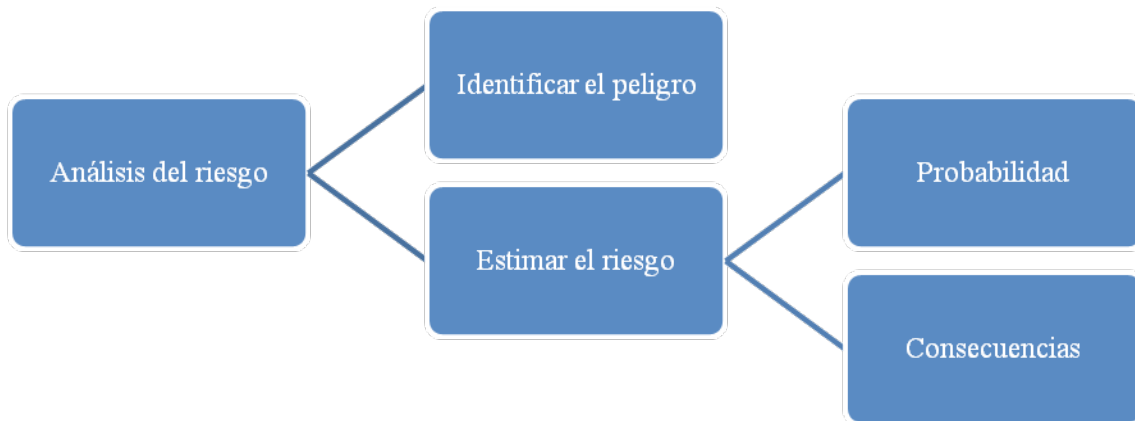 Análisis del riesgo
Identificar el peligro
Estimar el riesgo
Probabilidad
Consecuencias